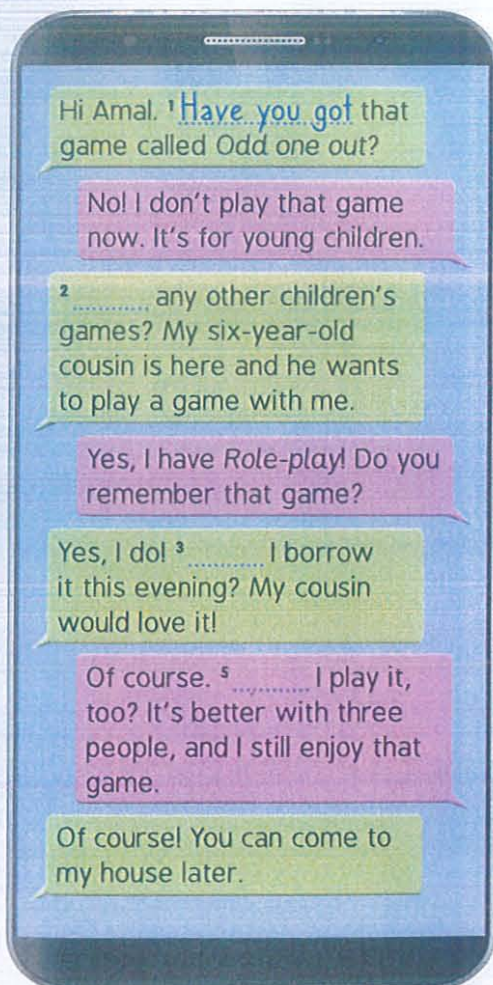 Hi Amal. ¹Have you got that
game called Odd one out?
No! I don't play that game
now. It's for young children.
² .......... any other children's
games? My six-year-old
cousin is here and he wants
to play a game with me.
Yes, I have Role-play! Do you
remember that game?
Yes, I do! ³ .......... I borrow
it this evening? My cousin
would love it!
Of course. ⁵ .......... I play it,
too? It's better with three
people, and I still enjoy that
game.
Of course! You can come to
my house later.